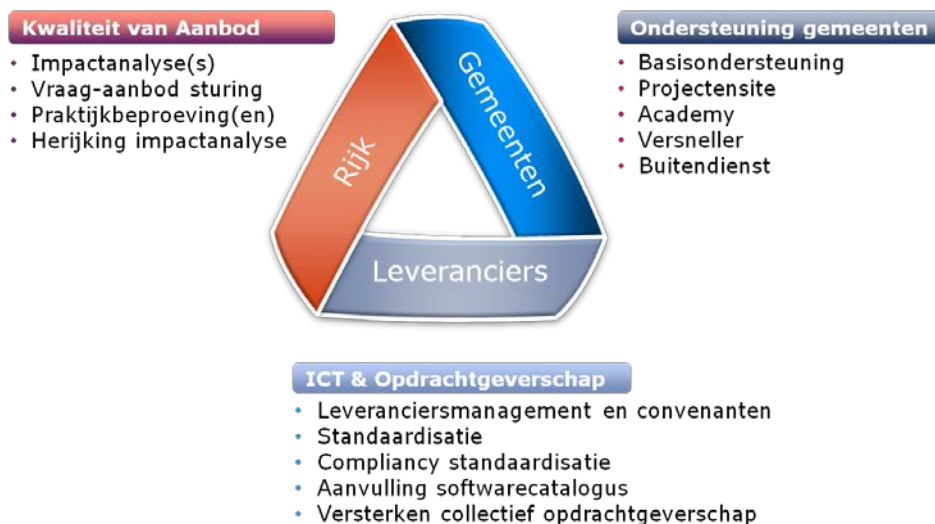 Kwaliteit van Aanbod
• Impactanalyse(s)
• Vraag-aanbod sturing
• Praktijkbeproeving(en)
• Herijking impactanalyse
Rijk
Gemeenten
Leveranciers
Ondersteuning gemeenten
• Basisondersteuning
• Projectensite
• Academy
• Versneller
• Buitendienst
ICT & Opdrachtgeverschap
• Leveranciersmanagement en convenanten
• Standaardisatie
• Compliancy standaardisatie
• Aanvulling softwarecatalogus
• Versterken collectief opdrachtgeverschap